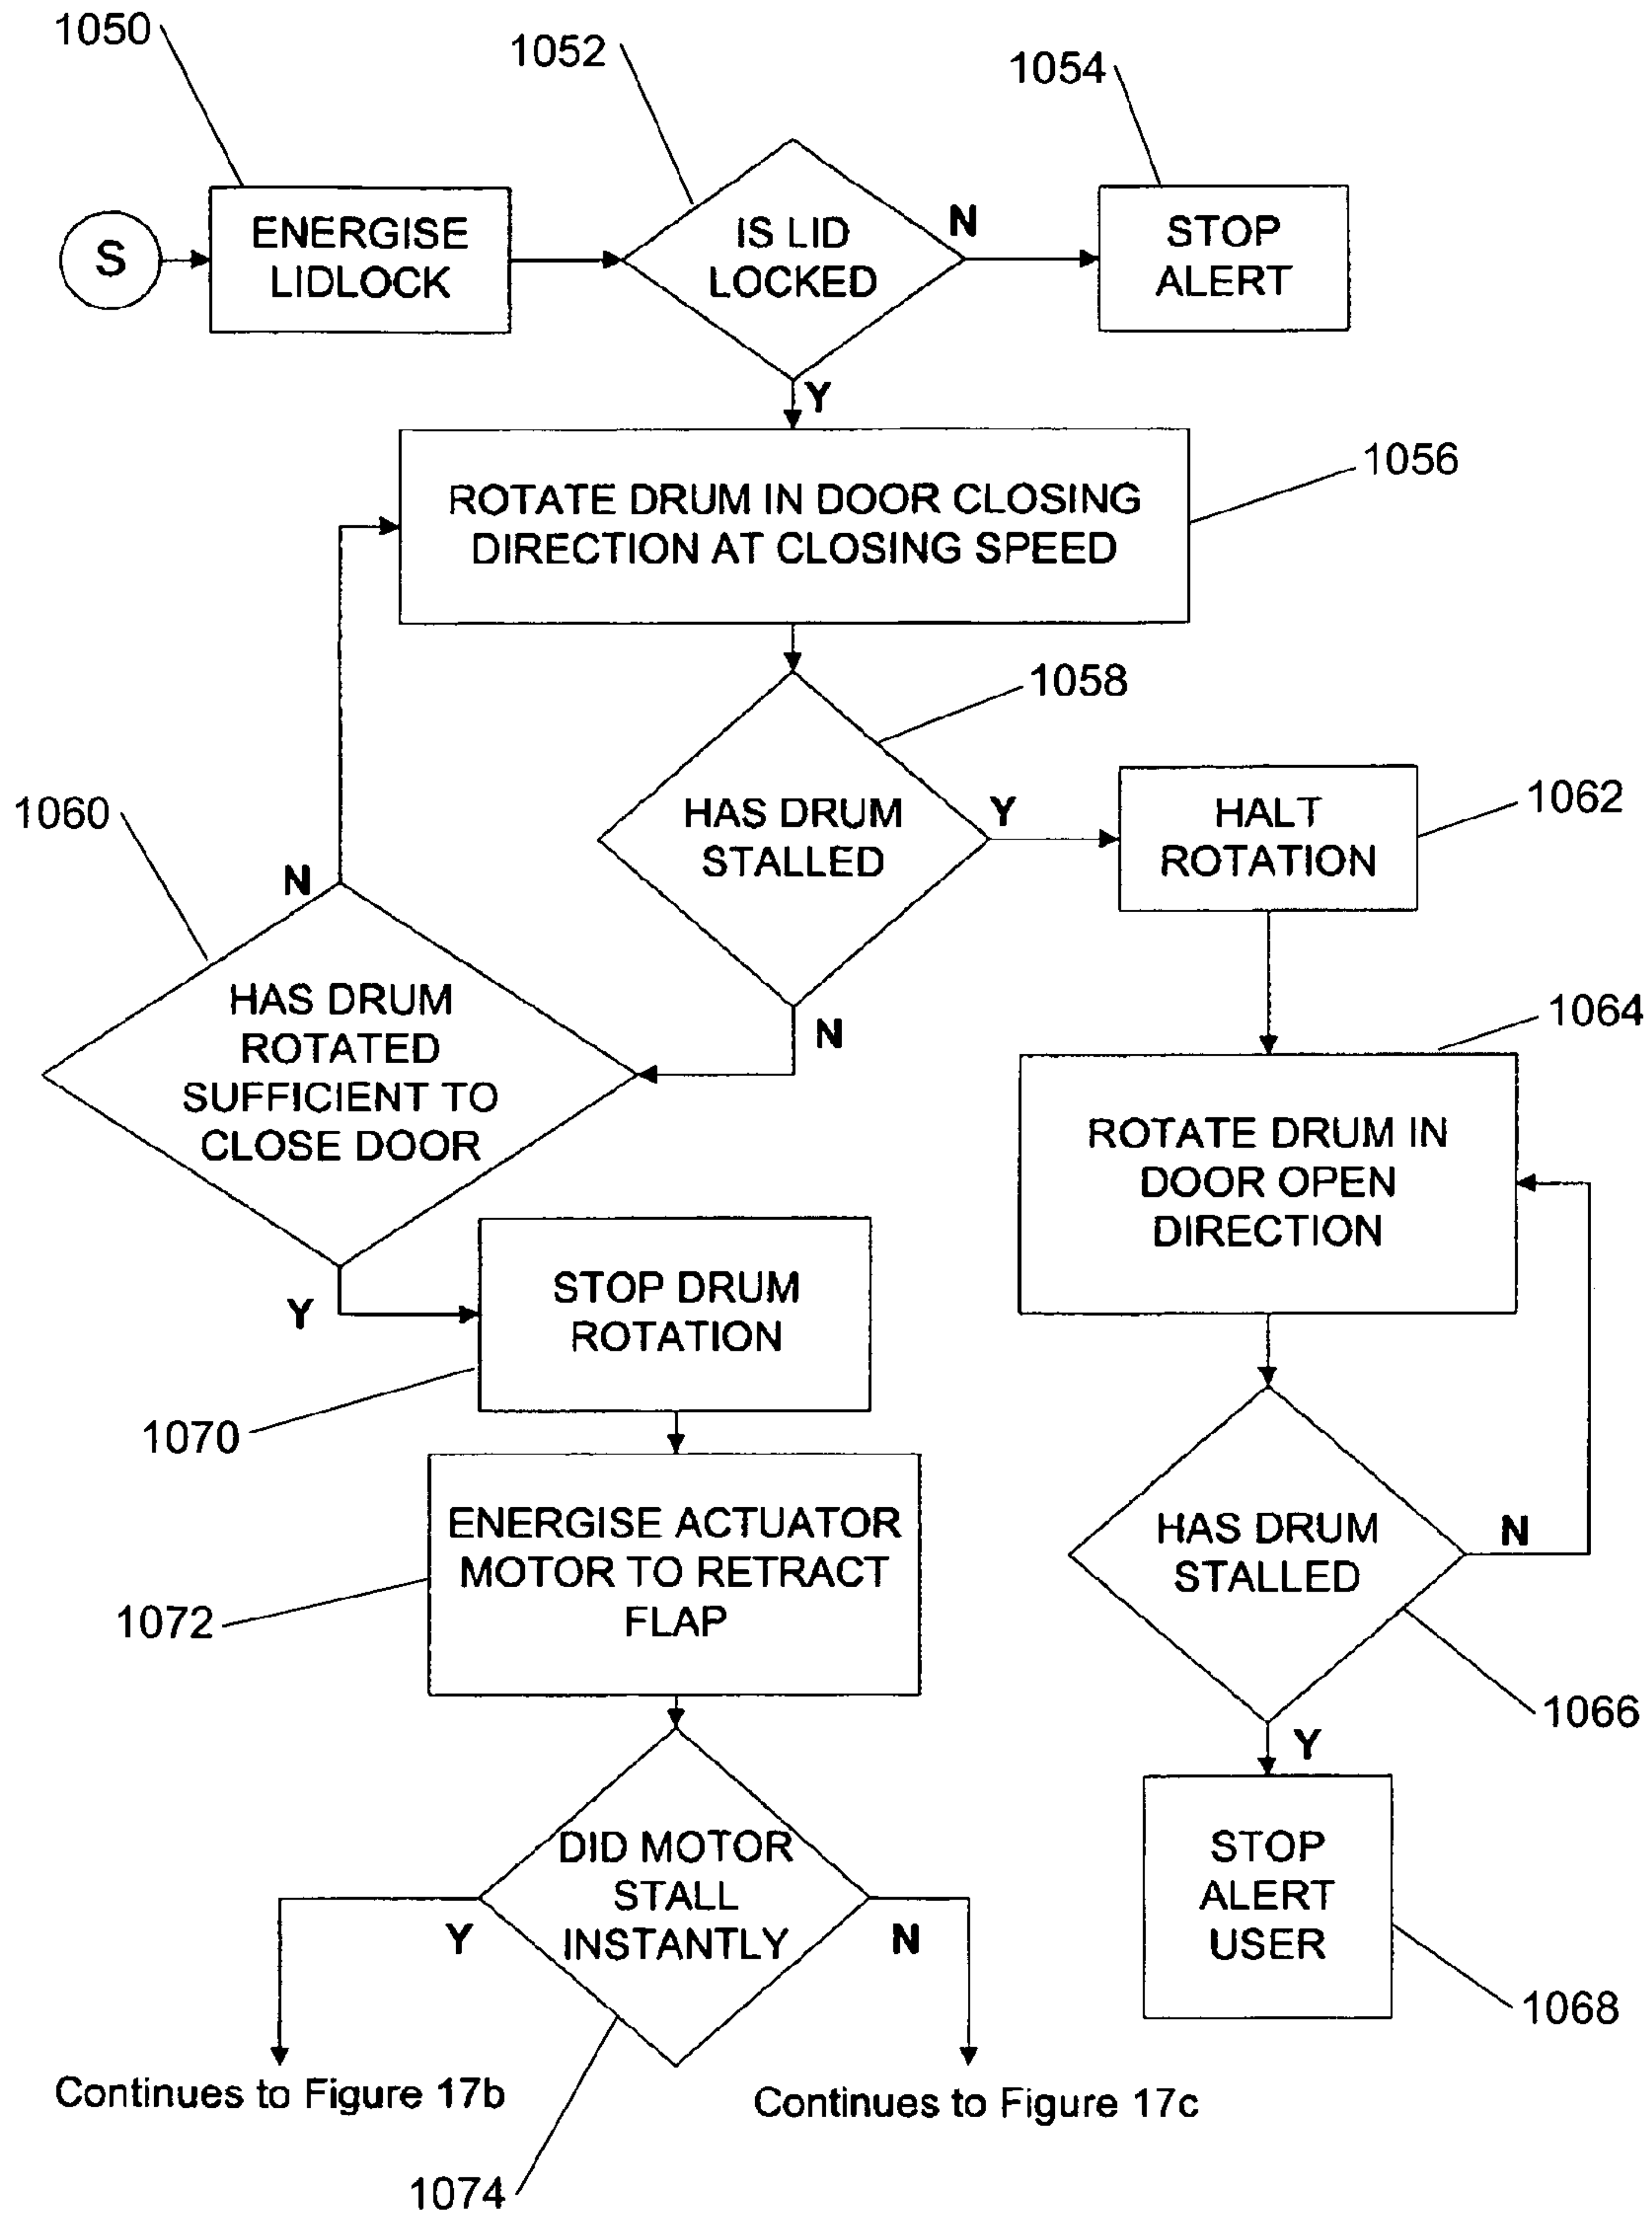 1050
1052
1054
S
ENERGISE
LIDLOCK
IS LID
LOCKED
N
STOP
ALERT
Y
1056
ROTATE DRUM IN DOOR CLOSING
DIRECTION AT CLOSING SPEED
1058
1060
HAS DRUM
STALLED
Y
HALT
ROTATION
1062
N
N
HAS DRUM
ROTATED
SUFFICIENT TO
CLOSE DOOR
1064
ROTATE DRUM IN
DOOR OPEN
DIRECTION
Y
STOP DRUM
ROTATION
1070
ENERGISE ACTUATOR
MOTOR TO RETRACT
FLAP
1072
HAS DRUM
STALLED
N
1066
Y
DID MOTOR
STALL
INSTANTLY
Y
N
STOP
ALERT
USER
1068
Continues to Figure 17b
Continues to Figure 17c
1074